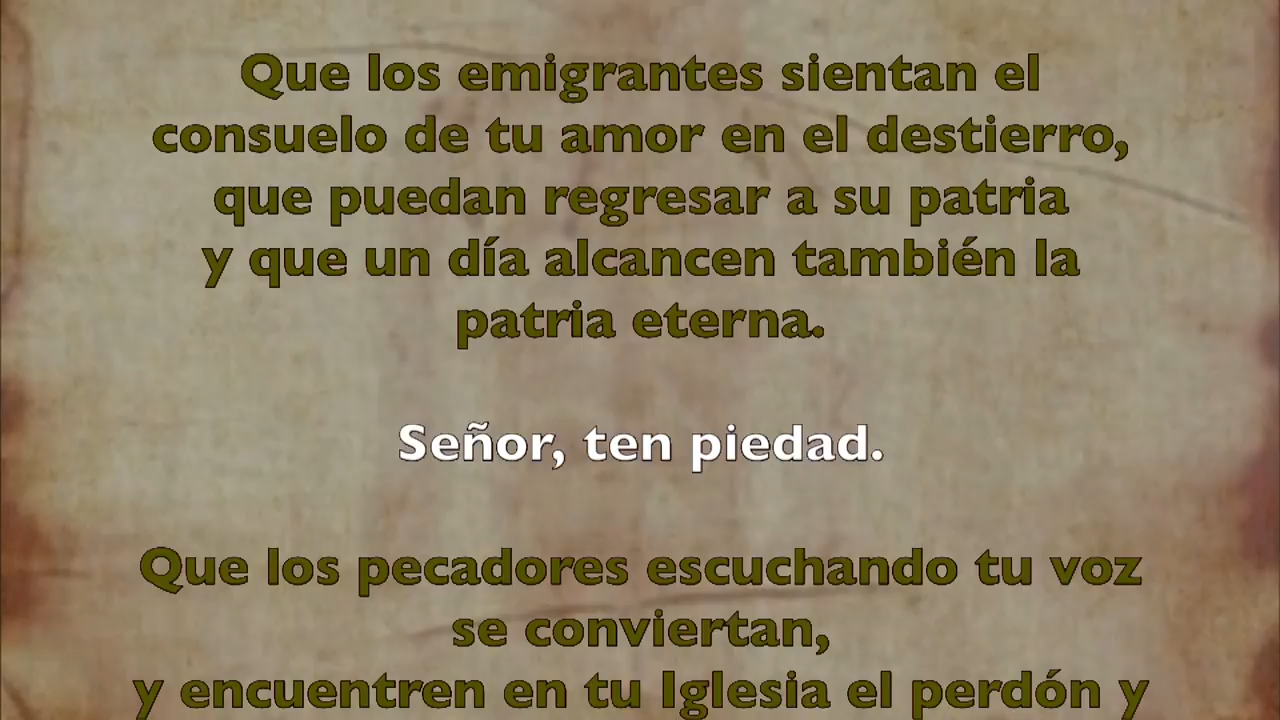 Que los emigrantes sientan el
consuelo de tu amor en el destierro,
que puedan regresar a su patria
y que un día alcancen también la
patria eterna.
Señor, ten piedad.
Que los pecadores escuchando tu voz
se conviertan,
y encuentren en tu Iglesia el perdón y